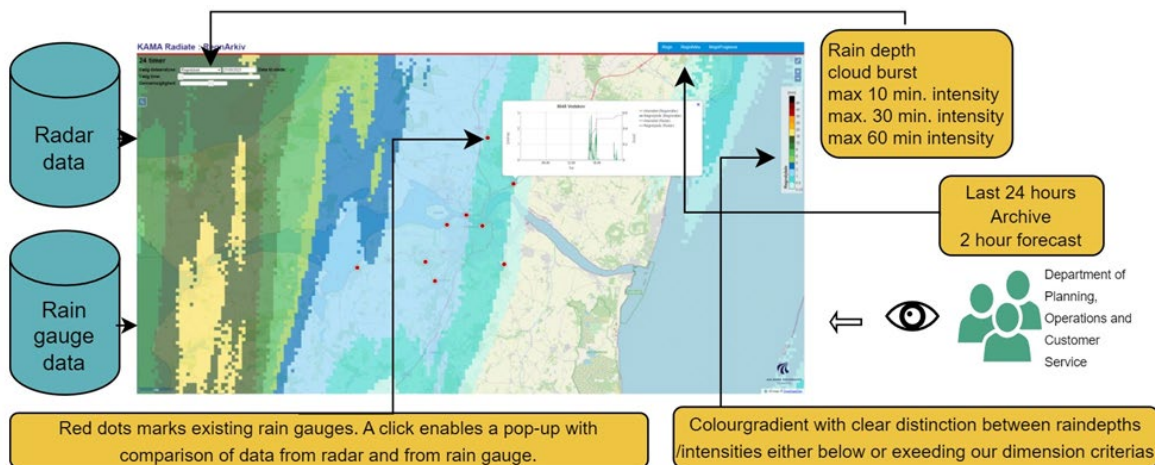 KAMA Radiate : RegnArkiv
24 timer
Radar
data
Rain
gauge
data
Rain depth
cloud burst
max 10 min. intensity
max. 30 min. intensity
max 60 min intensity
Last 24 hours
Archive
2 hour forecast
Department of
Planning,
Operations and
Customer
Service
Red dots marks existing rain gauges. A click enables a pop-up with
comparison of data from radar and from rain gauge.
Colourgradient with clear distinction between raindepths
/intensities either below or exeeding our dimension criterias